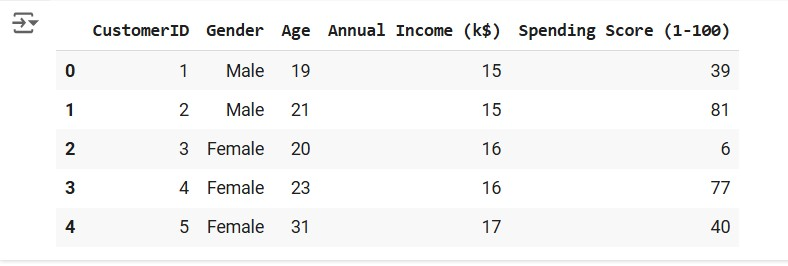 CustomerID Gender Age Annual Income (k$) Spending Score (1-100)
0 1 Male 19 15 39
1 2 Male 21 15 81
2 3 Female 20 16 6
3 4 Female 23 16 77
4 5 Female 31 17 40